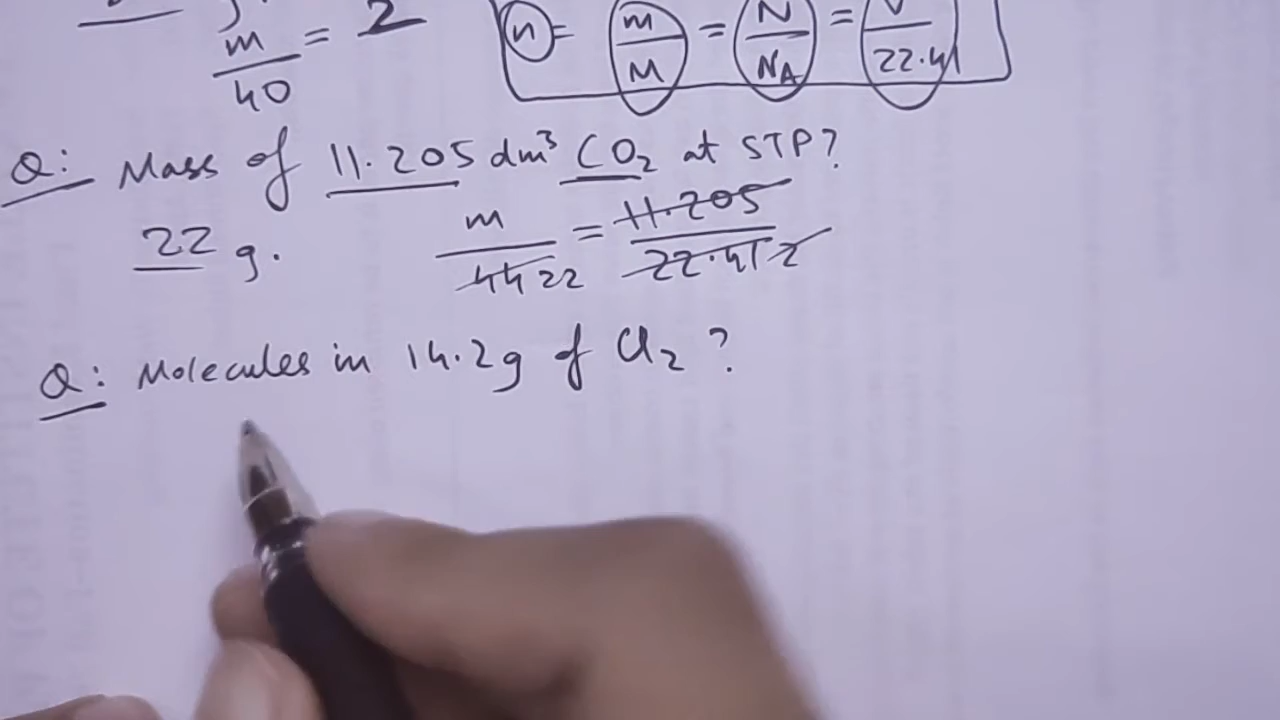 m/40 = 2
n = m/M = N/NA = V/22.41
Q: Mass of 11.205 dm³ CO₂ at STP?
22 g. m/44 22 = 11.205/22.41 2
Q: Molecules in 14.2g of Cl₂ ?